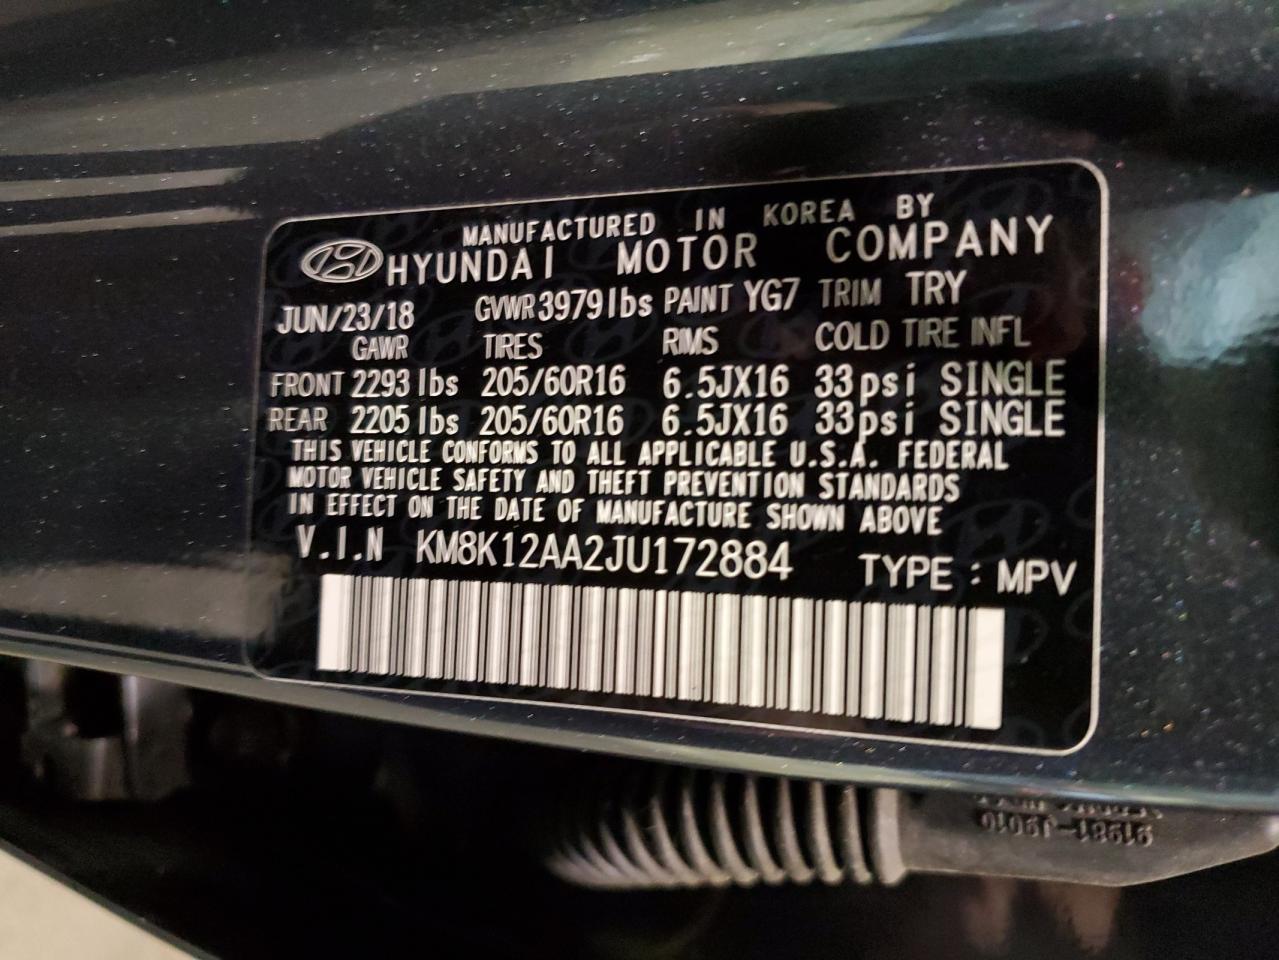 MANUFACTURED IN KOREA BY
HYUNDAI MOTOR COMPANY
JUN/23/18 GVWR 3979 lbs PAINT YG7 TRIM TRY
GAWR TIRES RIMS COLD TIRE INFL
FRONT 2293 lbs 205/60R16 6.5JX16 33psi SINGLE
REAR 2205 lbs 205/60R16 6.5JX16 33psi SINGLE
THIS VEHICLE CONFORMS TO ALL APPLICABLE U.S.A. FEDERAL
MOTOR VEHICLE SAFETY AND THEFT PREVENTION STANDARDS
IN EFFECT ON THE DATE OF MANUFACTURE SHOWN ABOVE
V.I.N KM8K12AA2JU172884 TYPE : MPV